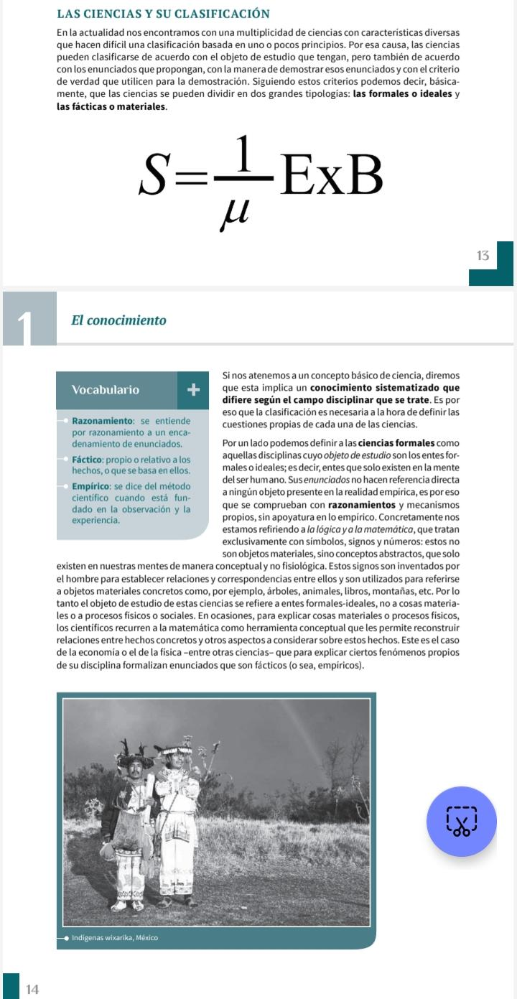 LAS CIENCIAS Y SU CLASIFICACIÓN
En la actualidad nos encontramos con una multiplicidad de ciencias con características diversas
que hacen difícil una clasificación basada en uno o pocos principios. Por esa causa, las ciencias
pueden clasificarse de acuerdo con el objeto de estudio que tengan, pero también de acuerdo
con los enunciados que propongan, con la manera de demostrar esos enunciados y con el criterio
de verdad que utilicen para la demostración. Siguiendo estos criterios podemos decir, básica-
mente, que las ciencias se pueden dividir en dos grandes tipologías: las formales o ideales y
las fácticas o materiales.
S=1/μ ExB
13
1
El conocimiento
Vocabulario +
Razonamiento: se entiende
por razonamiento a un enca-
denamiento de enunciados.
Fáctico: propio o relativo a los
hechos, o que se basa en ellos.
Empírico: se dice del método
científico cuando está fun-
dado en la observación y la
experiencia.
Si nos atenemos a un concepto básico de ciencia, diremos
que esta implica un conocimiento sistematizado que
difiere según el campo disciplinar que se trate. Es por
eso que la clasificación es necesaria a la hora de definir las
cuestiones propias de cada una de las ciencias.
Por un lado podemos definir a las ciencias formales como
aquellas disciplinas cuyo objeto de estudio son los entes for-
males o ideales; es decir, entes que solo existen en la mente
del ser humano. Sus enunciados no hacen referencia directa
a ningún objeto presente en la realidad empírica, es por eso
que se comprueban con razonamientos y mecanismos
propios, sin apoyatura en lo empírico. Concretamente nos
estamos refiriendo a la lógica y a la matemática, que tratan
exclusivamente con símbolos, signos y números: estos no
son objetos materiales, sino conceptos abstractos, que solo
existen en nuestras mentes de manera conceptual y no fisiológica. Estos signos son inventados por
el hombre para establecer relaciones y correspondencias entre ellos y son utilizados para referirse
a objetos materiales concretos como, por ejemplo, árboles, animales, libros, montañas, etc. Por lo
tanto el objeto de estudio de estas ciencias se refiere a entes formales-ideales, no a cosas materia-
les o a procesos físicos o sociales. En ocasiones, para explicar cosas materiales o procesos físicos,
los científicos recurren a la matemática como herramienta conceptual que les permite reconstruir
relaciones entre hechos concretos y otros aspectos a considerar sobre estos hechos. Este es el caso
de la economía o el de la física –entre otras ciencias– que para explicar ciertos fenómenos propios
de su disciplina formalizan enunciados que son fácticos (o sea, empíricos).
Indígenas wixarika, México
14